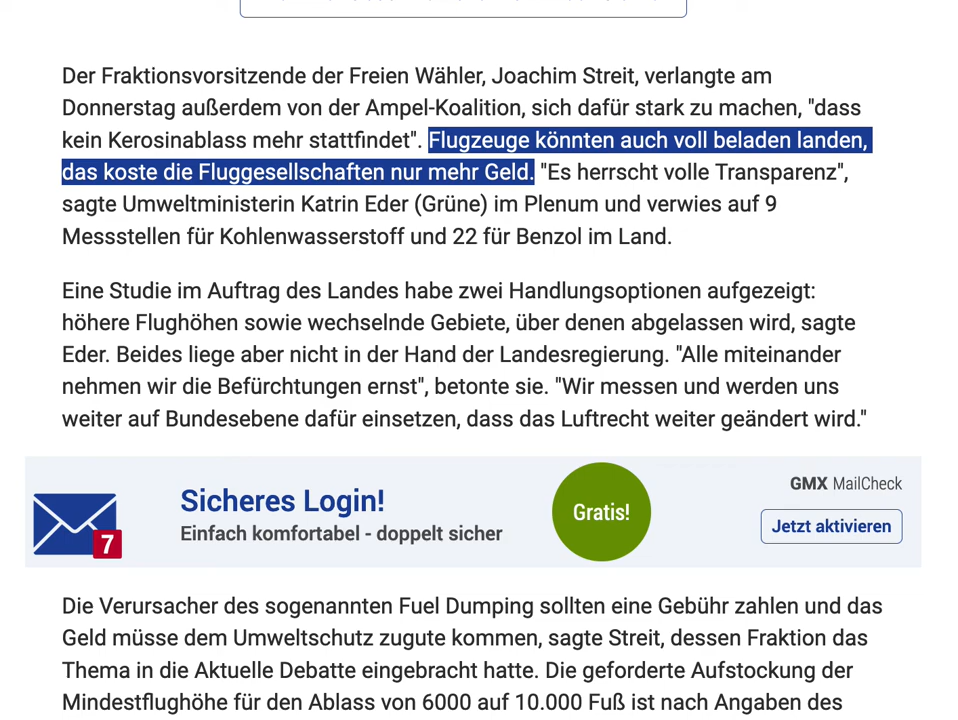 Der Fraktionsvorsitzende der Freien Wähler, Joachim Streit, verlangte am
Donnerstag außerdem von der Ampel-Koalition, sich dafür stark zu machen, "dass
kein Kerosinablass mehr stattfindet". Flugzeuge könnten auch voll beladen landen,
das koste die Fluggesellschaften nur mehr Geld. "Es herrscht volle Transparenz",
sagte Umweltministerin Katrin Eder (Grüne) im Plenum und verwies auf 9
Messstellen für Kohlenwasserstoff und 22 für Benzol im Land.
Eine Studie im Auftrag des Landes habe zwei Handlungsoptionen aufgezeigt:
höhere Flughöhen sowie wechselnde Gebiete, über denen abgelassen wird, sagte
Eder. Beides liege aber nicht in der Hand der Landesregierung. "Alle miteinander
nehmen wir die Befürchtungen ernst", betonte sie. "Wir messen und werden uns
weiter auf Bundesebene dafür einsetzen, dass das Luftrecht weiter geändert wird."
7
Sicheres Login!
Einfach komfortabel - doppelt sicher
Gratis!
GMX MailCheck
Jetzt aktivieren
Die Verursacher des sogenannten Fuel Dumping sollten eine Gebühr zahlen und das
Geld müsse dem Umweltschutz zugute kommen, sagte Streit, dessen Fraktion das
Thema in die Aktuelle Debatte eingebracht hatte. Die geforderte Aufstockung der
Mindestflughöhe für den Ablass von 6000 auf 10.000 Fuß ist nach Angaben des